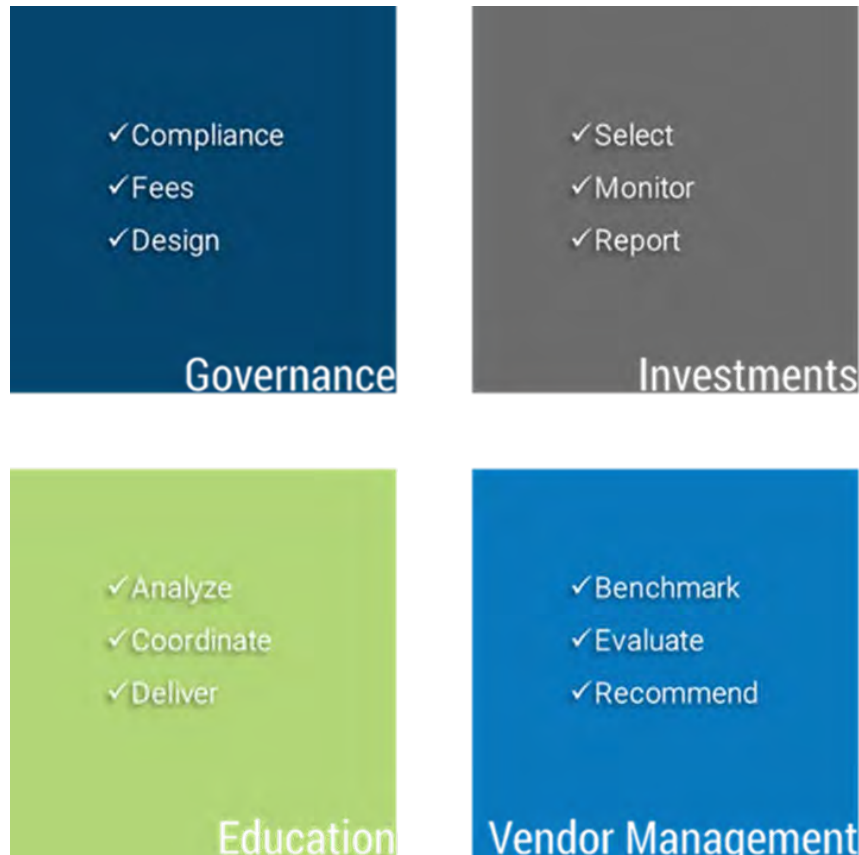 ✓Compliance
✓Fees
✓Design
Governance
✓Select
✓Monitor
✓Report
Investments
✓Analyze
✓Coordinate
✓Deliver
Education
✓Benchmark
✓Evaluate
✓Recommend
Vendor Management